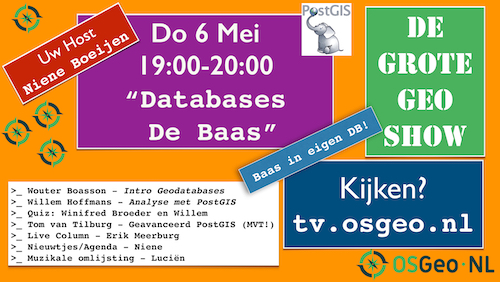 Uw Host
Niene Boeijen
Do 6 Mei
19:00-20:00
“Databases
De Baas”
PostGIS
DE
GROTE
GEO
SHOW
Baas in eigen DB!
>_ Wouter Boasson - Intro Geodatabases
>_ Willem Hoffmans - Analyse met PostGIS
>_ Quiz: Winifred Broeder en Willem
>_ Tom van Tilburg - Geavanceerd PostGIS (MVT!)
>_ Live Column - Erik Meerburg
>_ Nieuwtjes/Agenda - Niene
>_ Muzikale omlijsting - Luciën
Kijken?
tv.osgeo.nl
OSGeo·NL